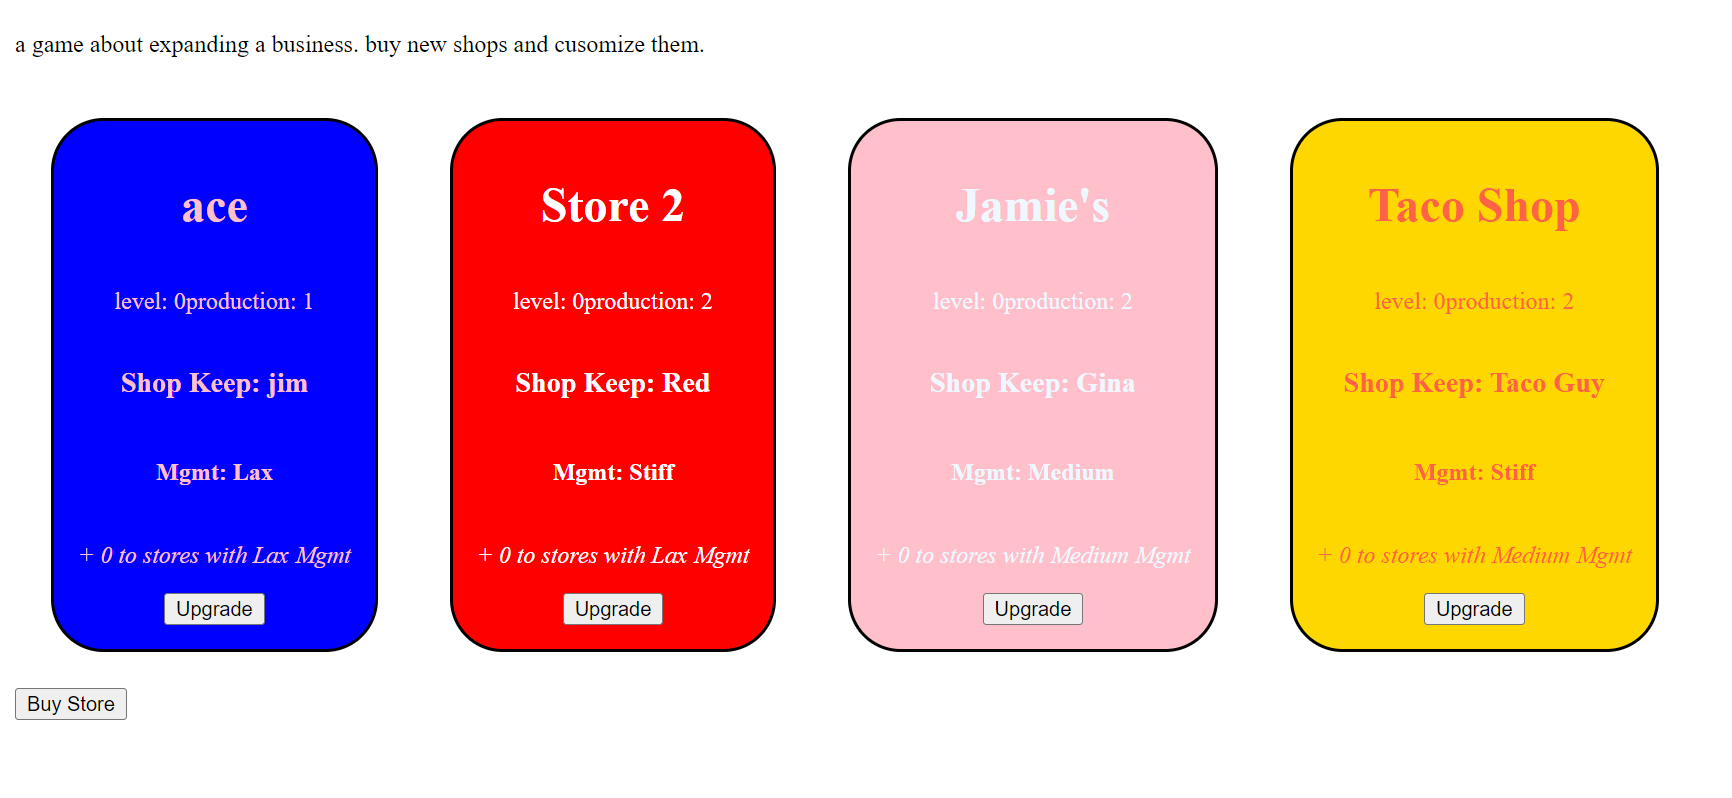 a game about expanding a business. buy new shops and cusomize them.
ace
level: 0production: 1
Shop Keep: jim
Mgmt: Lax
+ 0 to stores with Lax Mgmt
Upgrade
Store 2
level: 0production: 2
Shop Keep: Red
Mgmt: Stiff
+ 0 to stores with Lax Mgmt
Upgrade
Jamie's
level: 0production: 2
Shop Keep: Gina
Mgmt: Medium
+ 0 to stores with Medium Mgmt
Upgrade
Taco Shop
level: 0production: 2
Shop Keep: Taco Guy
Mgmt: Stiff
+ 0 to stores with Medium Mgmt
Upgrade
Buy Store